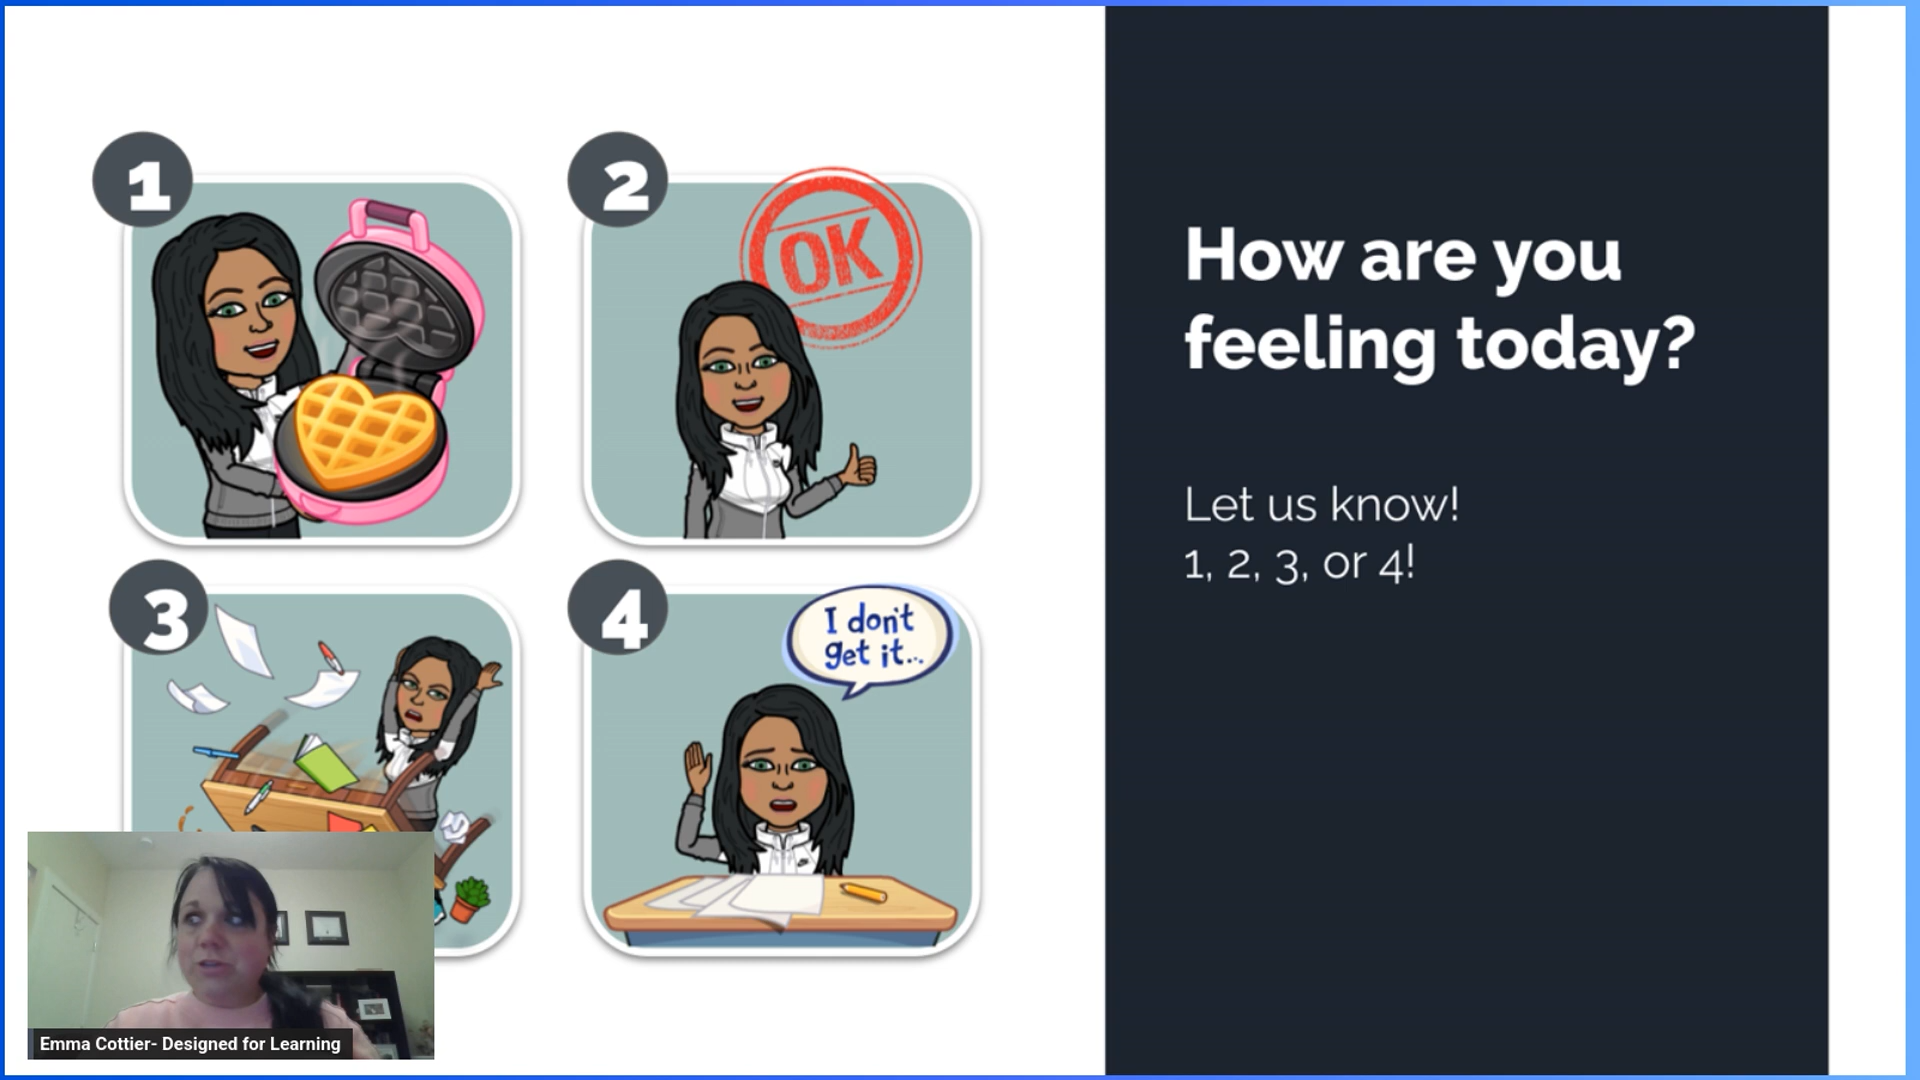 1
2
OK
3
4
I don't
get it...
How are you
feeling today?
Let us know!
1, 2, 3, or 4!
Emma Cottier- Designed for Learning